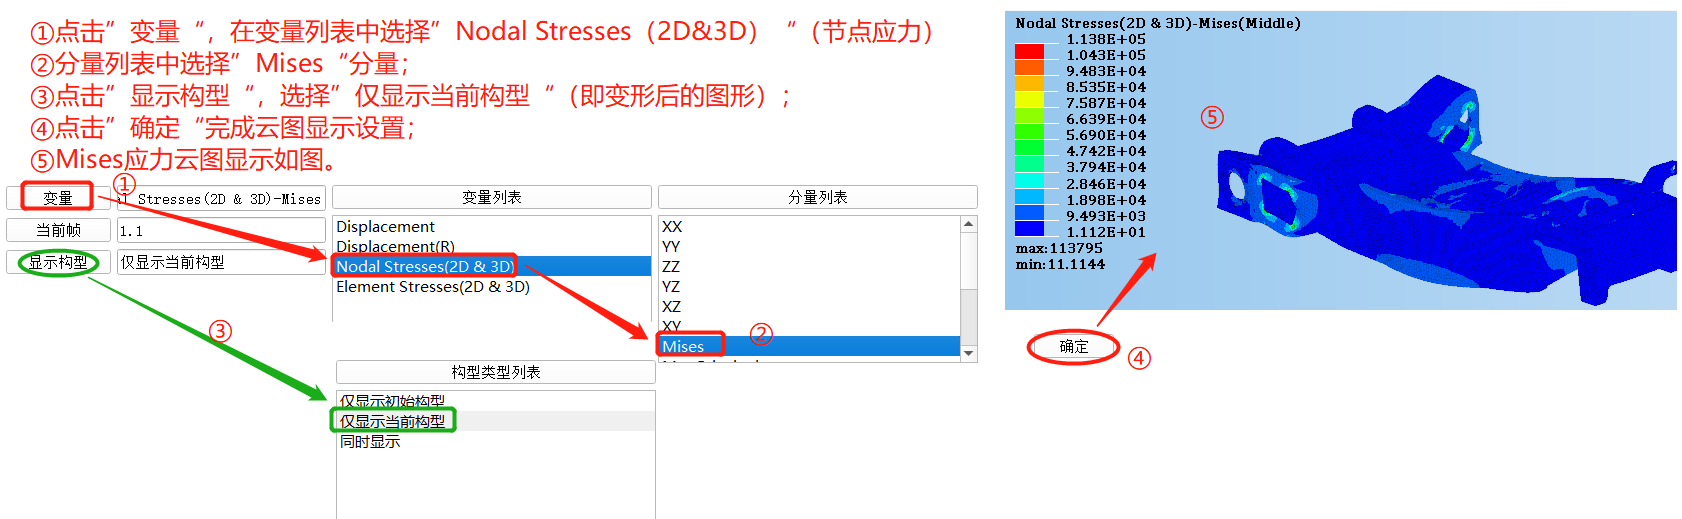 ①点击”变量“，在变量列表中选择”Nodal Stresses（2D&3D）“（节点应力）
②分量列表中选择”Mises“分量；
③点击”显示构型“，选择”仅显示当前构型“（即变形后的图形）；
④点击”确定“完成云图显示设置；
⑤Mises应力云图显示如图。
变量
①
Stresses(2D & 3D)-Mises
当前帧
1.1
显示构型
仅显示当前构型
变量列表
Displacement
Displacement(R)
Nodal Stresses(2D & 3D)
Element Stresses(2D & 3D)
分量列表
XX
YY
ZZ
YZ
XZ
XY
Mises
②
③
构型类型列表
仅显示初始构型
仅显示当前构型
同时显示
Nodal Stresses(2D & 3D)-Mises(Middle)
1.138E+05
1.043E+05
9.483E+04
8.535E+04
7.587E+04
6.639E+04
5.690E+04
4.742E+04
3.794E+04
2.846E+04
1.898E+04
9.493E+03
1.112E+01
max:113795
min:11.1144
⑤
确定
④